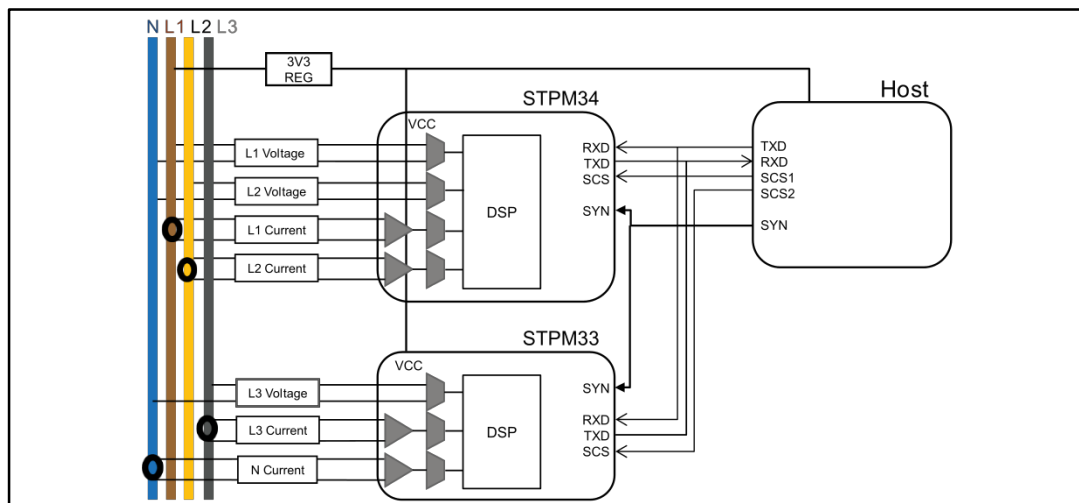 N L1 L2 L3
3V3
REG
STPM34
Host
VCC
L1 Voltage
L2 Voltage
L1 Current
L2 Current
DSP
RXD
TXD
SCS
SYN
TXD
RXD
SCS1
SCS2
SYN
STPM33
VCC
L3 Voltage
L3 Current
N Current
DSP
SYN
RXD
TXD
SCS